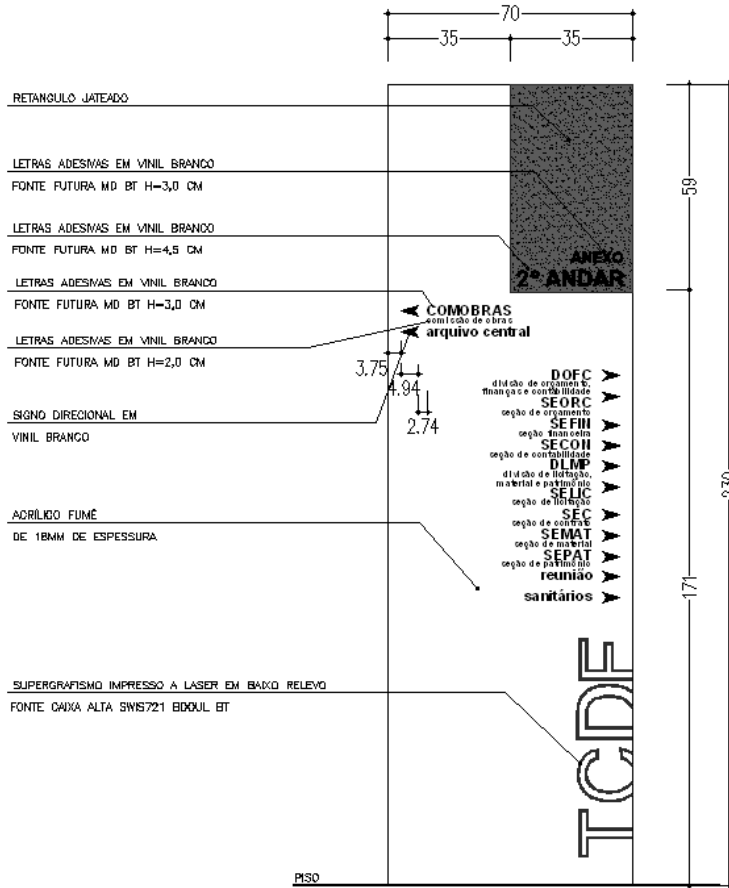 70
35
35
RETANGULO JATEADO
LETRAS ADESIVAS EM VINIL BRANCO
FONTE FUTURA MD BT H=3,0 CM
LETRAS ADESIVAS EM VINIL BRANCO
FONTE FUTURA MD BT H=4,5 CM
LETRAS ADESIVAS EM VINIL BRANCO
FONTE FUTURA MD BT H=3,0 CM
LETRAS ADESIVAS EM VINIL BRANCO
FONTE FUTURA MD BT H=2,0 CM
SIGNO DIRECIONAL EM
VINIL BRANCO
ACRÍLICO FUMÊ
DE 18MM DE ESPESSURA
SUPERGRAFISMO IMPRESSO A LASER EM BAIXO RELEVO
FONTE CAIXA ALTA SWIS721 BDOUL BT
PISO
ANEXO
2º ANDAR
COMOBRAS
comissão de obras
arquivo central
3.75
4.94
2.74
DOFC
divisão de orçamento,
finanças e contabilidade
SEORC
seção de orçamento
SEFIN
seção financeira
SECON
seção de contabilidade
DLMP
divisão de licitação,
material e patrimônio
SELIC
seção de licitação
SEC
seção de contrato
SEMAT
seção de material
SEPAT
seção de patrimônio
reunião
sanitários
TCDF
59
171
230